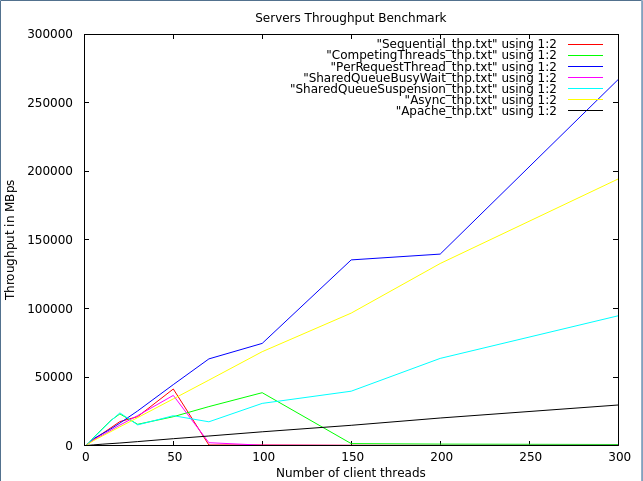 Servers Throughput Benchmark
300000
250000
200000
150000
100000
50000
0
Throughput in MBps
"Sequential_thp.txt" using 1:2
"CompetingThreads_thp.txt" using 1:2
"PerRequestThread_thp.txt" using 1:2
"SharedQueueBusyWait_thp.txt" using 1:2
"SharedQueueSuspension_thp.txt" using 1:2
"Async_thp.txt" using 1:2
"Apache_thp.txt" using 1:2
0 50 100 150 200 250 300
Number of client threads